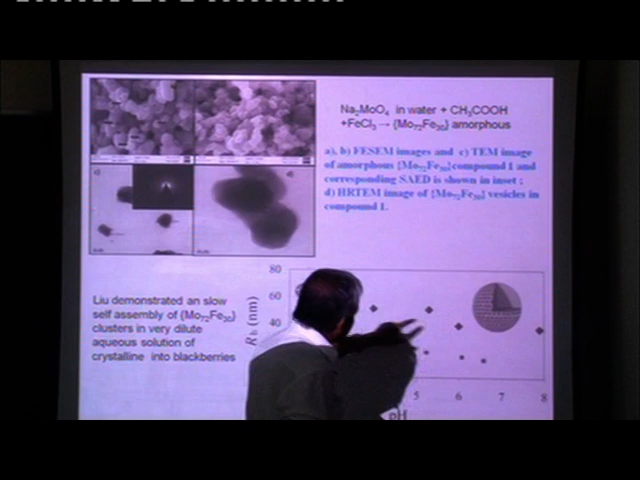 Na₂MoO₄ in water + CH₃COOH
+FeCl₃ → {Mo₇₂Fe₃₀} amorphous
a), b) FESEM images and c) TEM image
of amorphous {Mo₇₂Fe₃₀}compound 1 and
corresponding SAED is shown in inset ;
d) HRTEM image of {Mo₇₂Fe₃₀} vesicles in
compound 1.
Liu demonstrated an slow
self assembly of {Mo₇₂Fe₃₀}
clusters in very dilute
aqueous solution of
crystalline into blackberries
80
60
40
Rₕ (nm)
5 6 7 8
pH